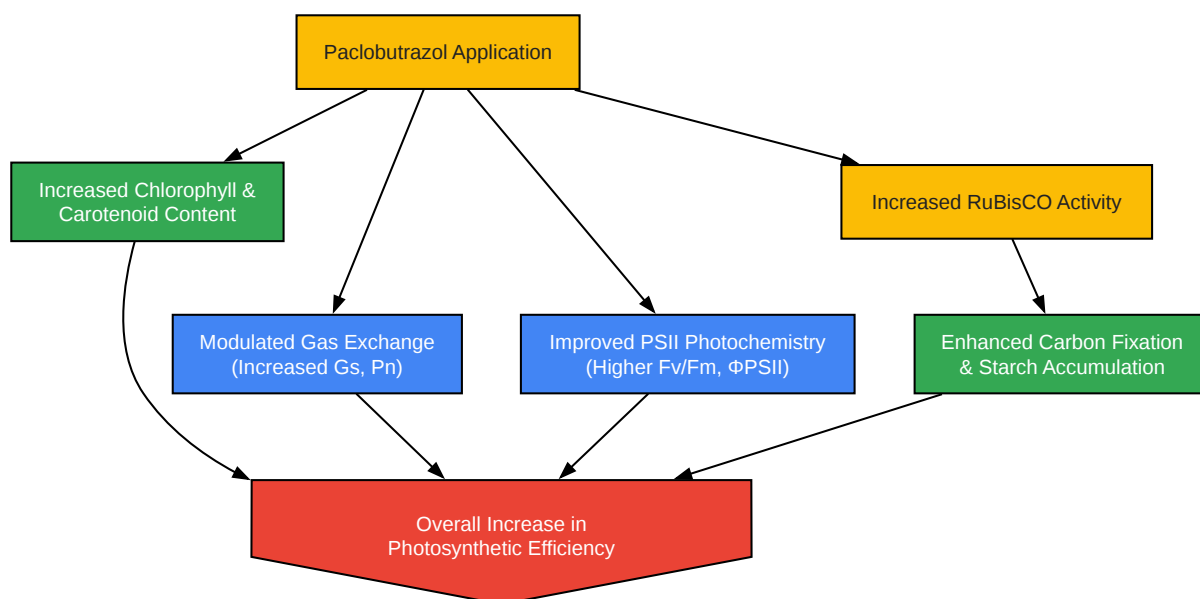 Paclobutrazol Application
Increased Chlorophyll &
Carotenoid Content
Increased RuBisCO Activity
Modulated Gas Exchange
(Increased Gs, Pn)
Improved PSII Photochemistry
(Higher Fv/Fm, ΦPSII)
Enhanced Carbon Fixation
& Starch Accumulation
Overall Increase in
Photosynthetic Efficiency